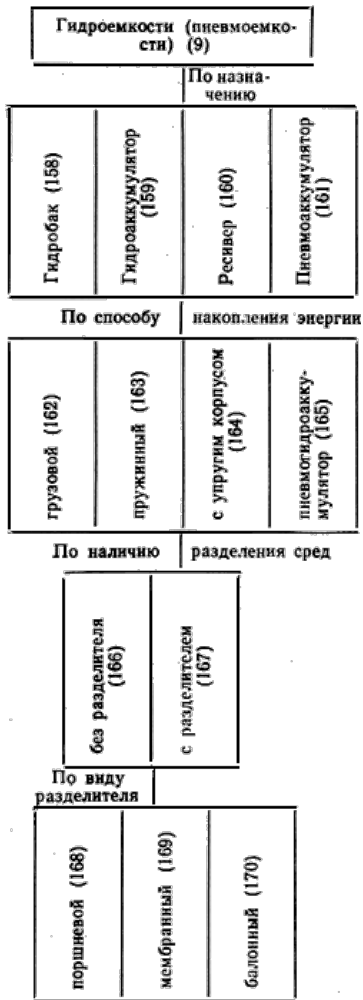 Гидроемкости (пневмоемко-
сти) (9)
По назна-
чению
Гидробак (158)
Гидроаккумулятор
(159)
Ресивер (160)
Пневмоаккумулятор
(161)
По способу накопления энергии
грузовой (162)
пружинный (163)
с упругим корпусом
(164)
пневмогидроакку-
мулятор (165)
По наличию разделения сред
без разделителя
(166)
с разделителем
(167)
По виду
разделителя
поршневой (168)
мембранный (169)
балонный (170)